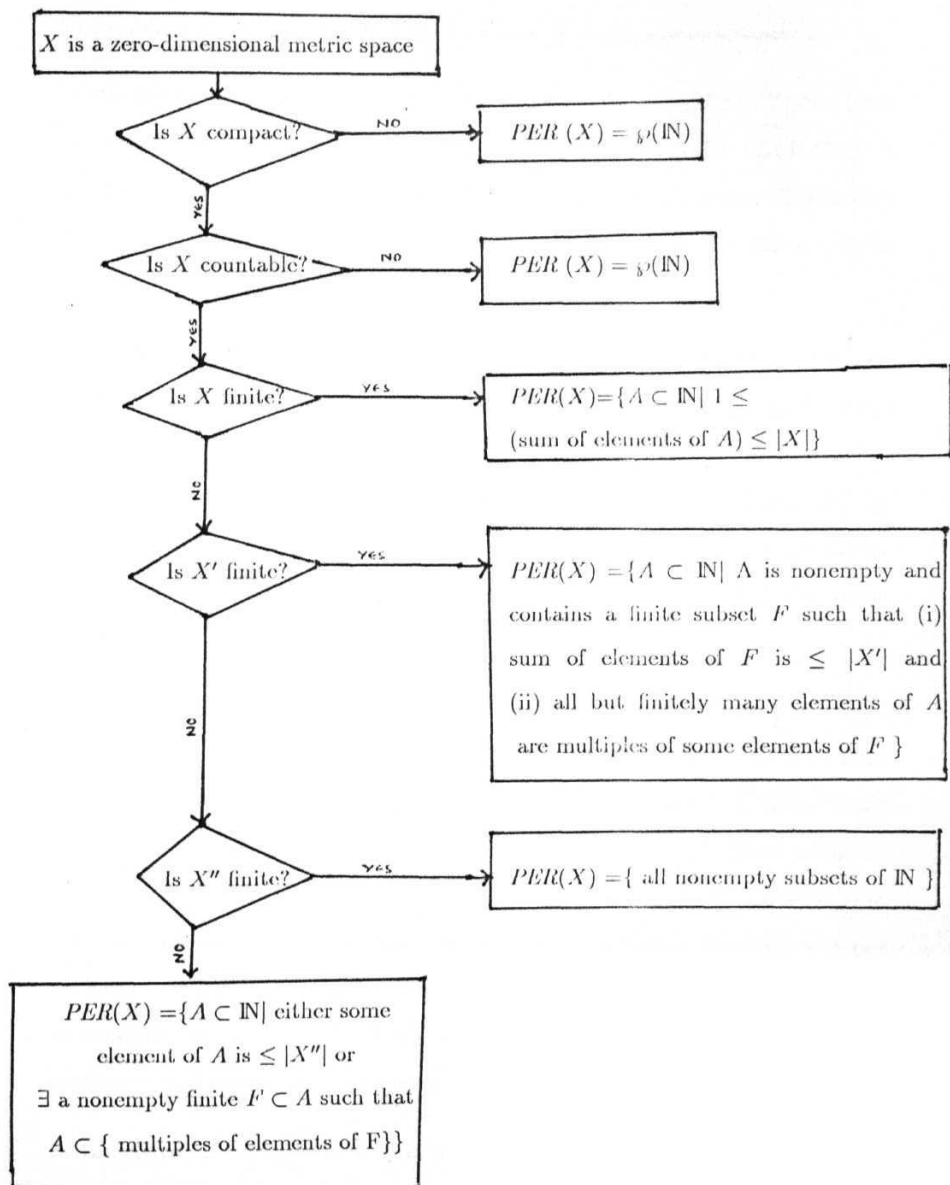 X is a zero-dimensional metric space
Is X compact?
NO
PER (X) = ℘(ℕ)
YES
Is X countable?
NO
PER (X) = ℘(ℕ)
YES
Is X finite?
YES
PER(X)={A ⊂ ℕ| 1 ≤
(sum of elements of A) ≤ |X|}
NO
Is X′ finite?
YES
PER(X) ={A ⊂ ℕ| A is nonempty and
contains a finite subset F such that (i)
sum of elements of F is ≤ |X′| and
(ii) all but finitely many elements of A
are multiples of some elements of F }
NO
Is X″ finite?
YES
PER(X) ={ all nonempty subsets of ℕ }
NO
PER(X) ={A ⊂ ℕ| either some
element of A is ≤ |X″| or
∃ a nonempty finite F ⊂ A such that
A ⊂ { multiples of elements of F}}